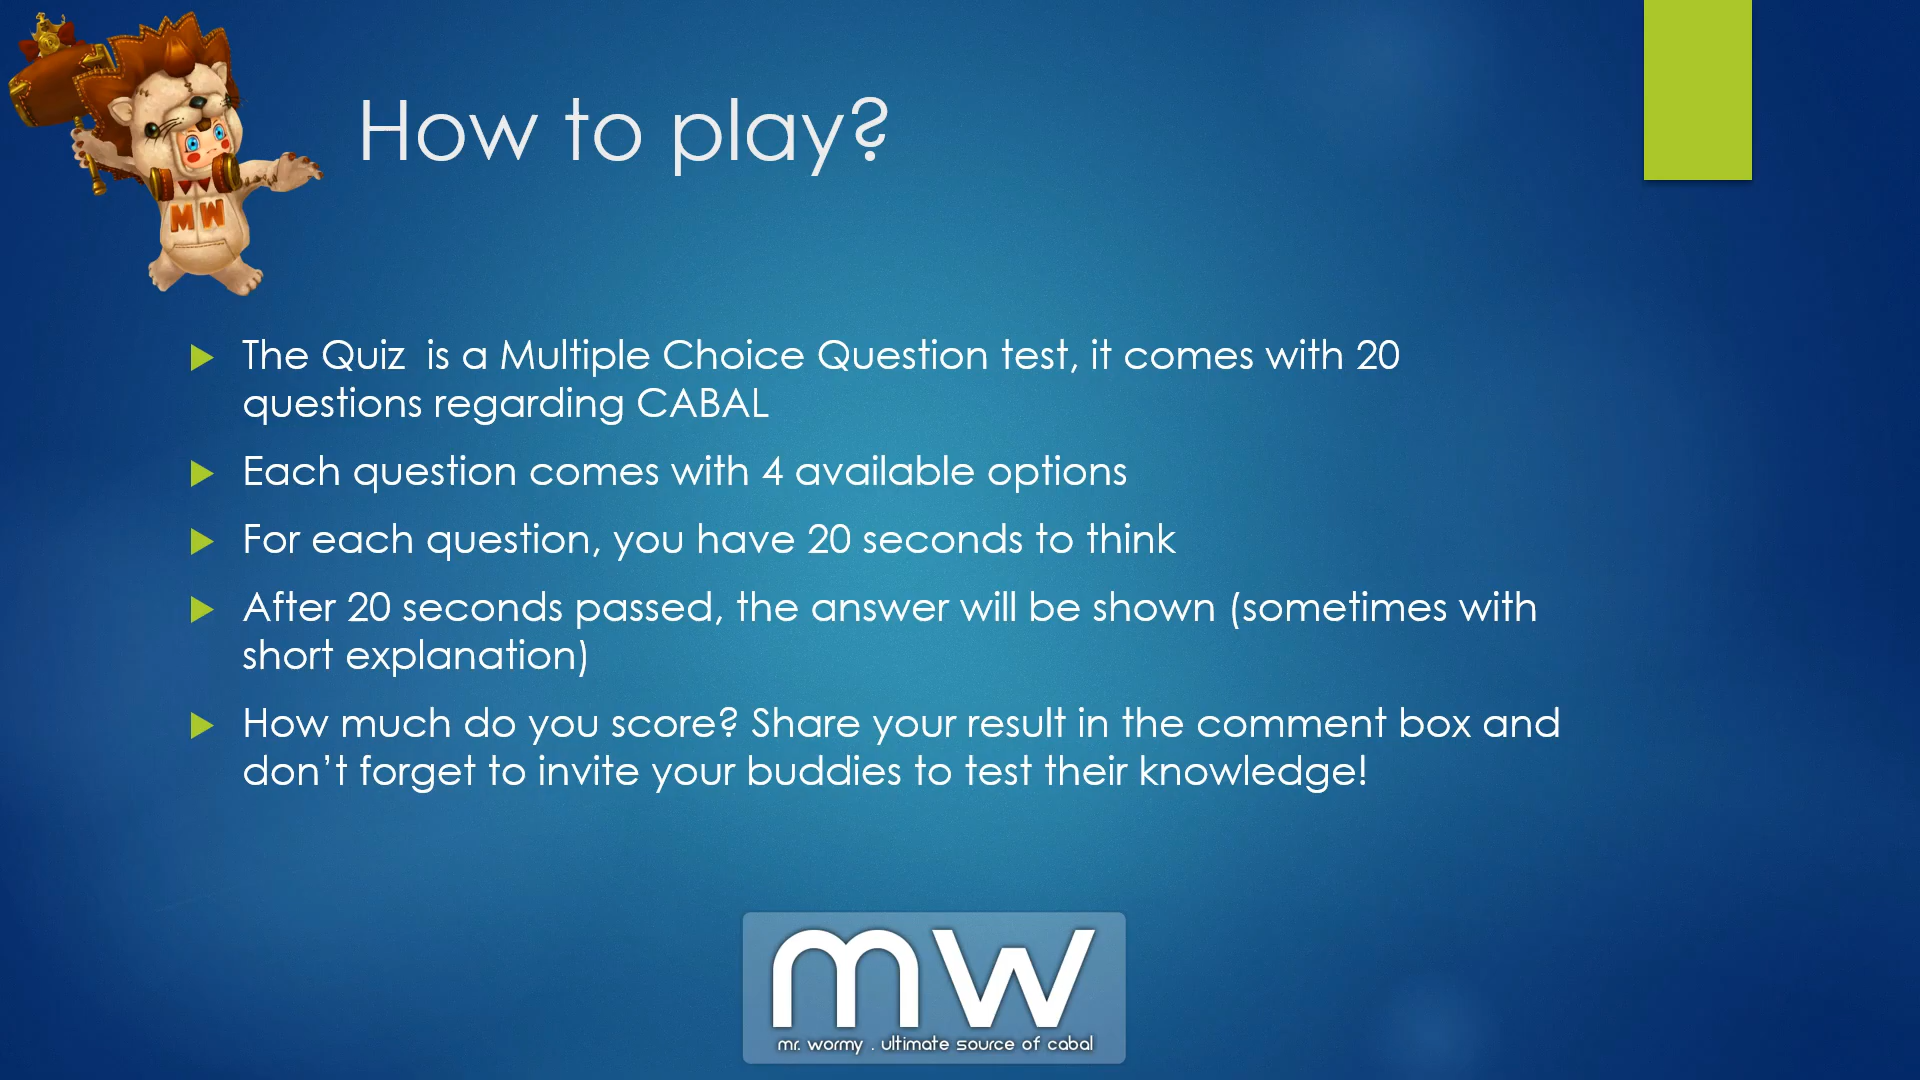 How to play?
MW
The Quiz  is a Multiple Choice Question test, it comes with 20
questions regarding CABAL
Each question comes with 4 available options
For each question, you have 20 seconds to think
After 20 seconds passed, the answer will be shown (sometimes with
short explanation)
How much do you score? Share your result in the comment box and
don’t forget to invite your buddies to test their knowledge!
mw
mr. wormy . ultimate source of cabal